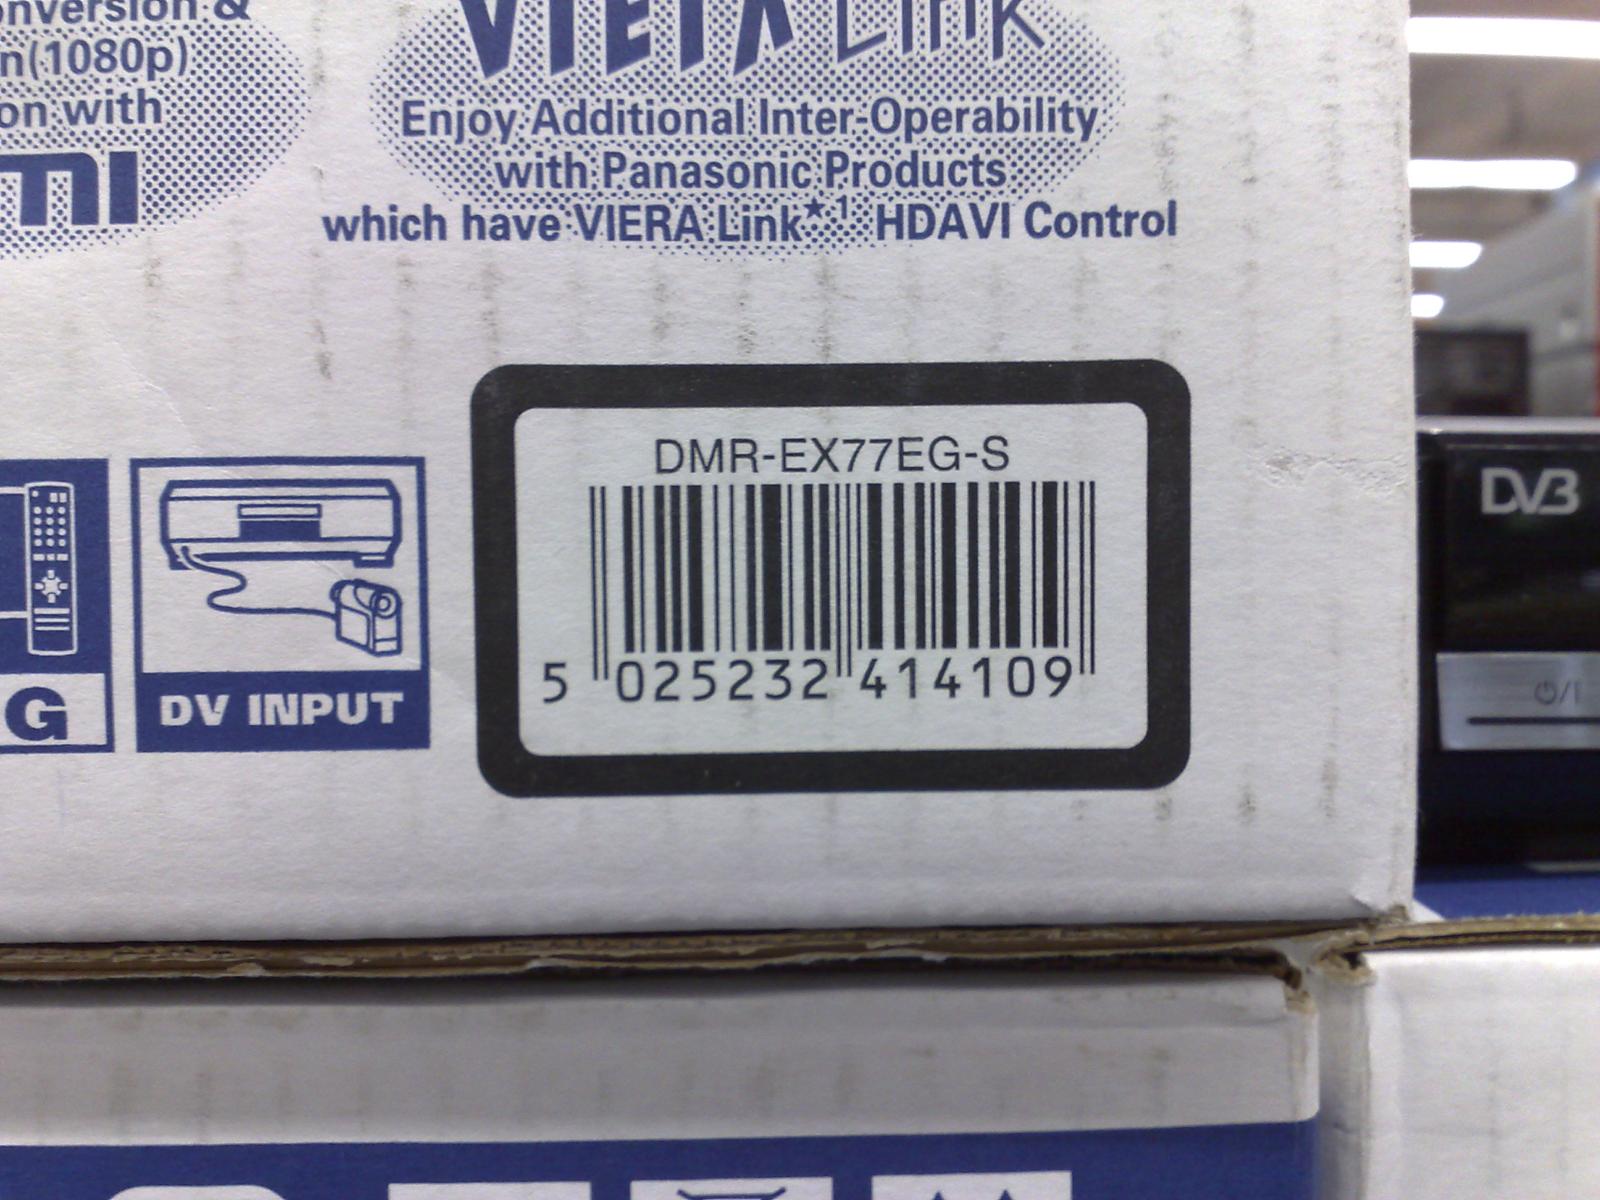 n(1080p)
on with
VIERA Link
Enjoy Additional Inter-Operability
with Panasonic Products
which have VIERA Link*1 HDAVI Control
DMR-EX77EG-S
5 025232 414109
G
DV INPUT
DVB